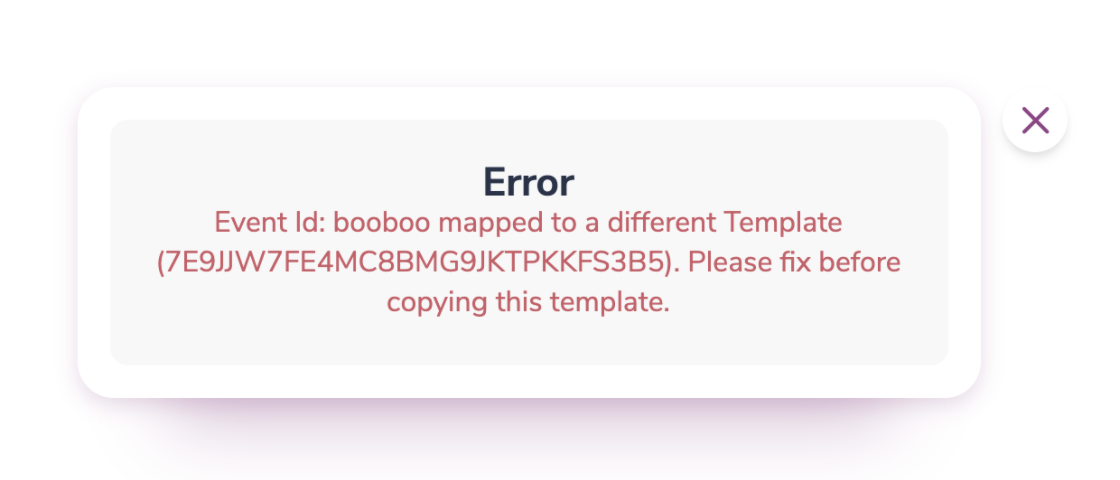 Error
Event Id: booboo mapped to a different Template
(7E9JJW7FE4MC8BMG9JKTPKKFS3B5). Please fix before
copying this template.